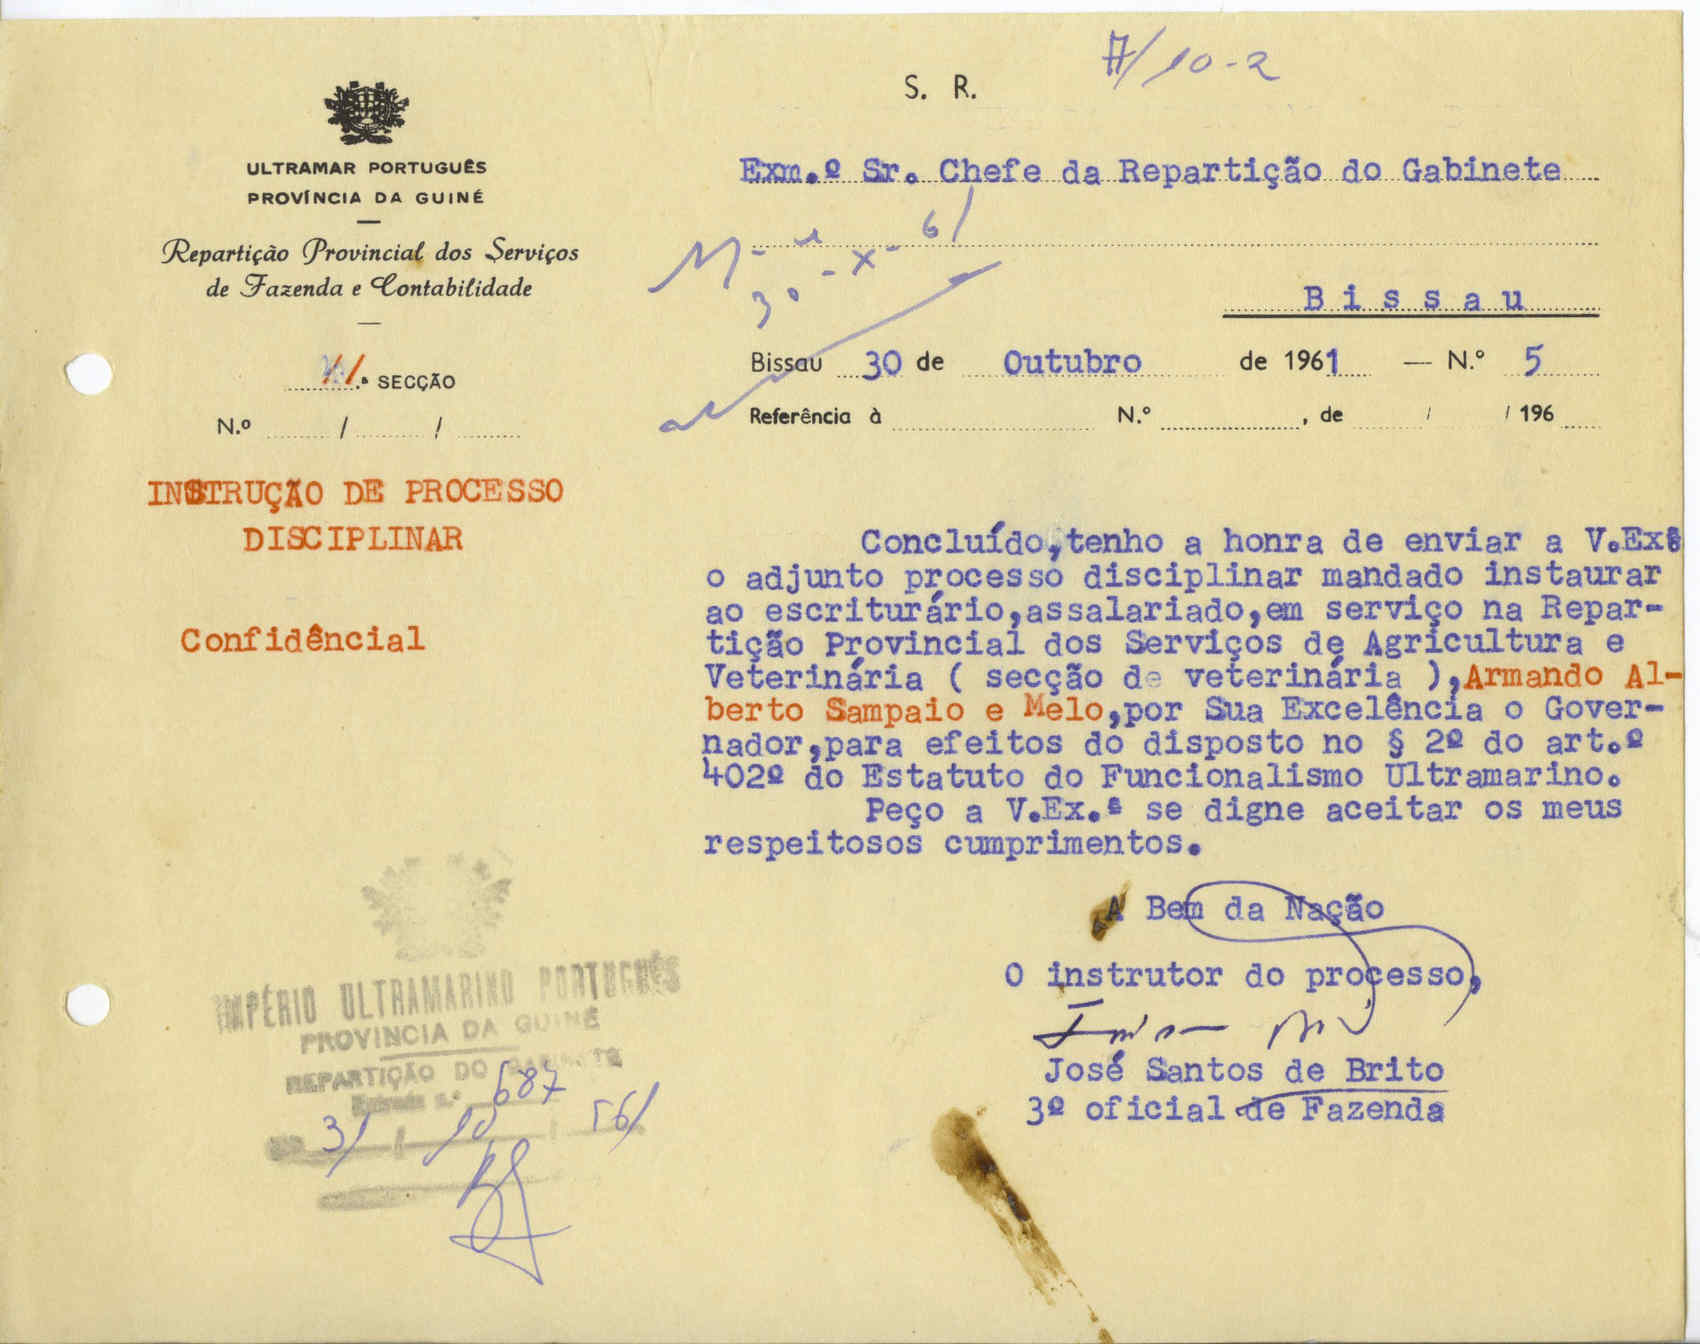 A/10-2
S. R.
ULTRAMAR PORTUGUÊS
PROVÍNCIA DA GUINÉ
Repartição Provincial dos Serviços
de Fazenda e Contabilidade
.ª SECÇÃO
N.º / /
INSTRUÇÃO DE PROCESSO
DISCIPLINAR
Confidêncial
Exm.º Sr. Chefe da Repartição do Gabinete
30-X-61
Bissau
Bissau 30 de Outubro de 1961 — N.º 5
Referência à N.º , de / / 196
Concluído,tenho a honra de enviar a V.Exª
o adjunto processo disciplinar mandado instaurar
ao escriturário,assalariado,em serviço na Repar-
tição Provincial dos Serviços de Agricultura e
Veterinária ( secção de veterinária ),Armando Al-
berto Sampaio e Melo,por Sua Excelência o Gover-
nador,para efeitos do disposto no § 2º do art.º
402º do Estatuto do Funcionalismo Ultramarino.
Peço a V.Ex.ª se digne aceitar os meus
respeitosos cumprimentos.
A Bem da Nação
O instrutor do processo,
José Santos de Brito
3º oficial de Fazenda
IMPÉRIO ULTRAMARINO PORTUGUÊS
PROVINCIA DA GUINÉ
REPARTIÇÃO DO GABINETE
Entrada n.º 687
31 / 10 / 961